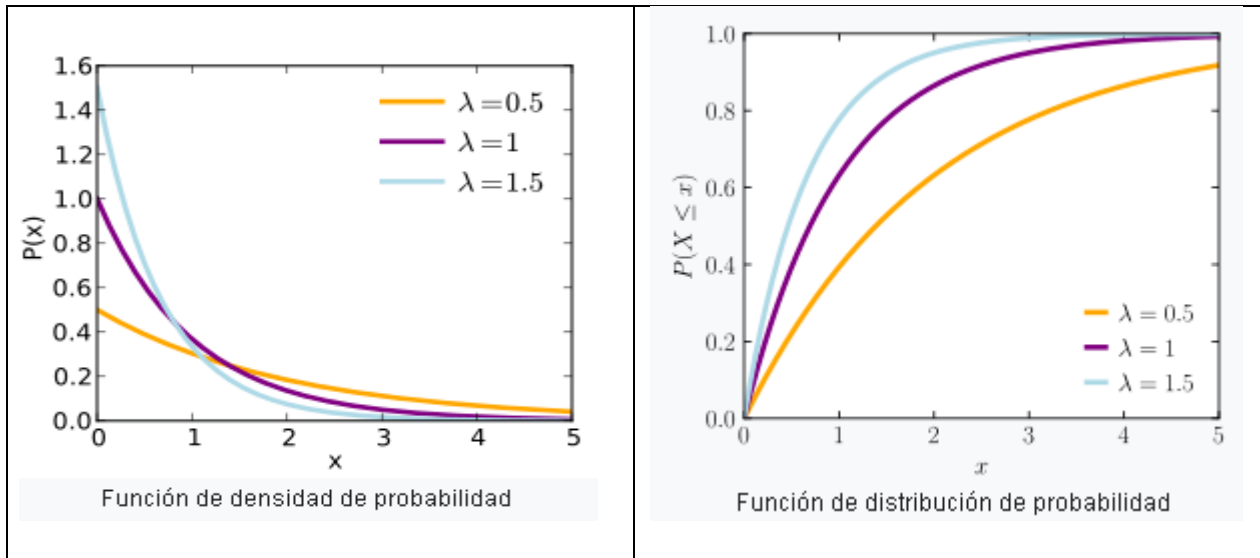 1.6
1.4
1.2
1.0
0.8
0.6
0.4
0.2
0.0
P(x)
λ=0.5
λ=1
λ=1.5
0 1 2 3 4 5
x
Función de densidad de probabilidad
1.0
0.8
0.6
0.4
0.2
0.0
P(X ≤ x)
λ = 0.5
λ = 1
λ = 1.5
0 1 2 3 4 5
x
Función de distribución de probabilidad